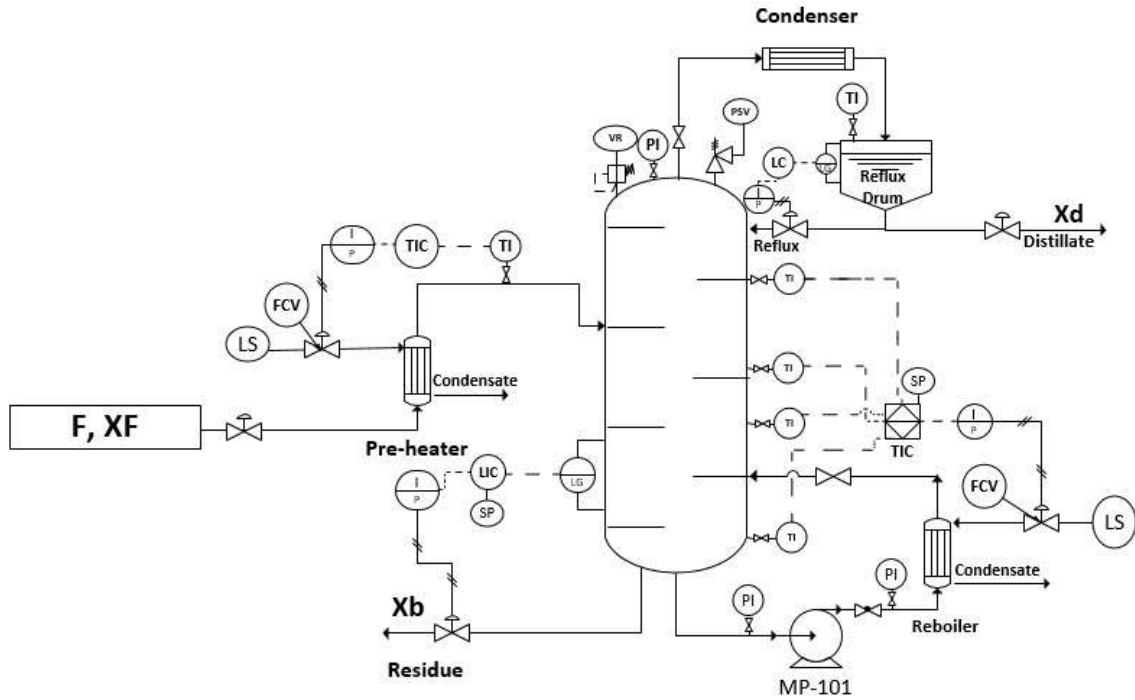 Condenser
TI
PSV
VR
PI
LC
LG
Reflux
Drum
I
P
Xd
Reflux
Distillate
I
P
TIC
TI
FCV
TI
LS
SP
TI
Condensate
F, XF
TI
I
P
TIC
Pre-heater
LIC
LG
I
P
FCV
SP
LS
TI
PI
Condensate
Xb
PI
Reboiler
Residue
MP-101